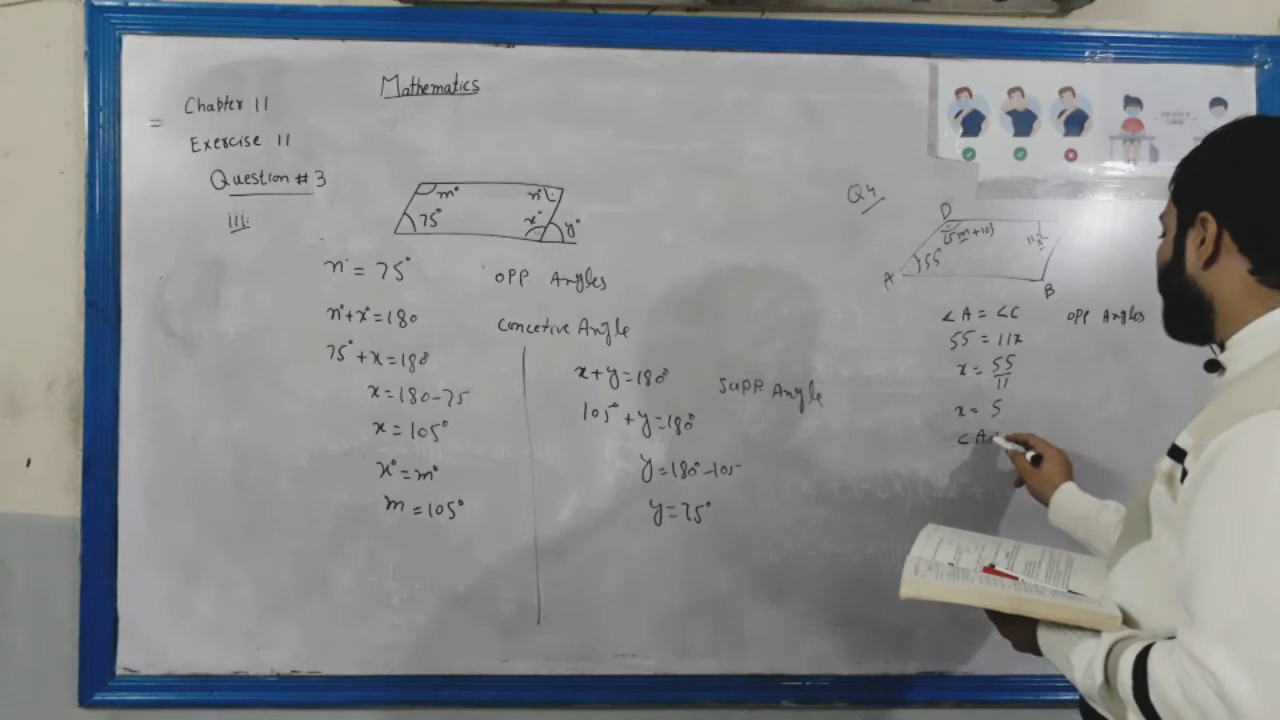 Mathematics
Chapter 11
=
Exercise 11
Question # 3
iii.
m°
n°
75°
x°
y°
n° = 75°
opp. Angles
n°+x°=180
Concetive Angle
75°+x=180
x=180-75
x=105°
x°=m°
m=105°
x+y=180°
Supp. Angle
105°+y=180°
y=180°-105
y=75°
Q4
D
(5m+10)
11x
55°
A
B
∠A = ∠C
opp Angles
55 = 11x
x = 55/11
x = 5
∠A+